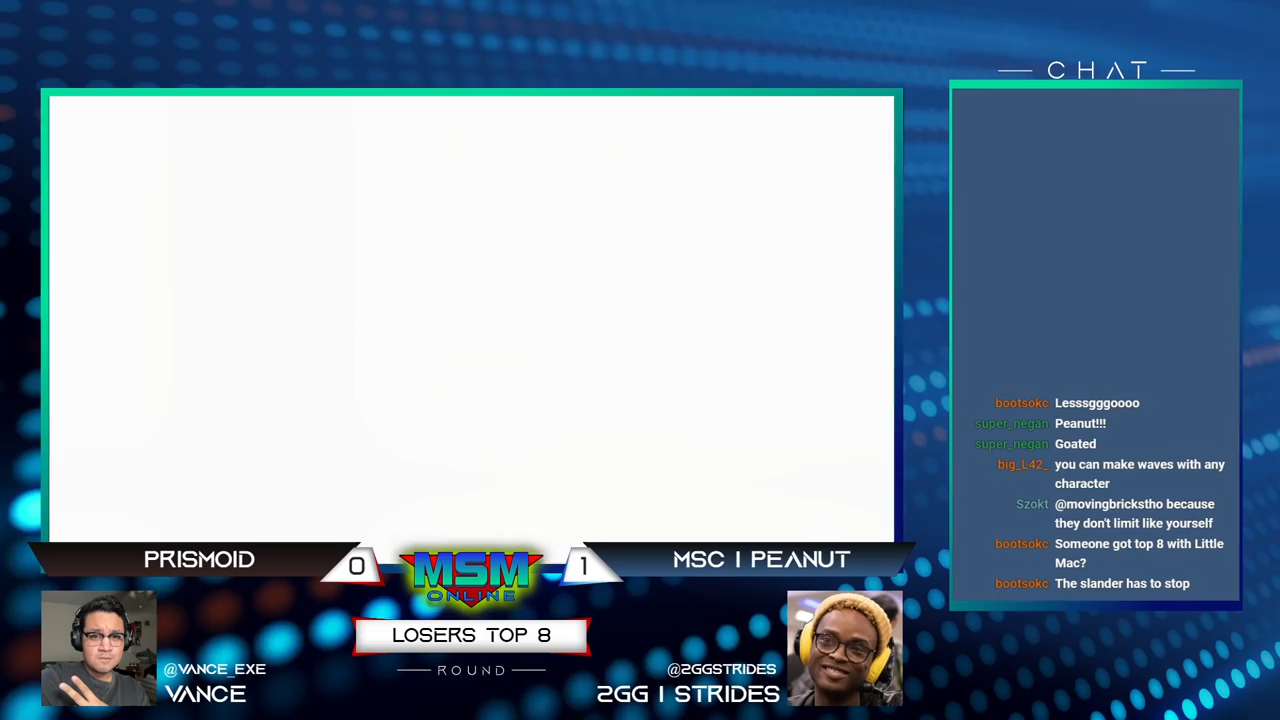 CHAT
bootsokc Lesssgggoooo
super_negan Peanut!!!
super_negan Goated
big_L42_ you can make waves with any
character
Szokt @movingbrickstho because
they don't limit like yourself
bootsokc Someone got top 8 with Little
Mac?
bootsokc The slander has to stop
PRISMOID 0 MSM 1 MSC | PEANUT
ONLINE
LOSERS TOP 8
ROUND
@VANCE_EXE
VANCE
@2GGSTRIDES
2GG | STRIDES